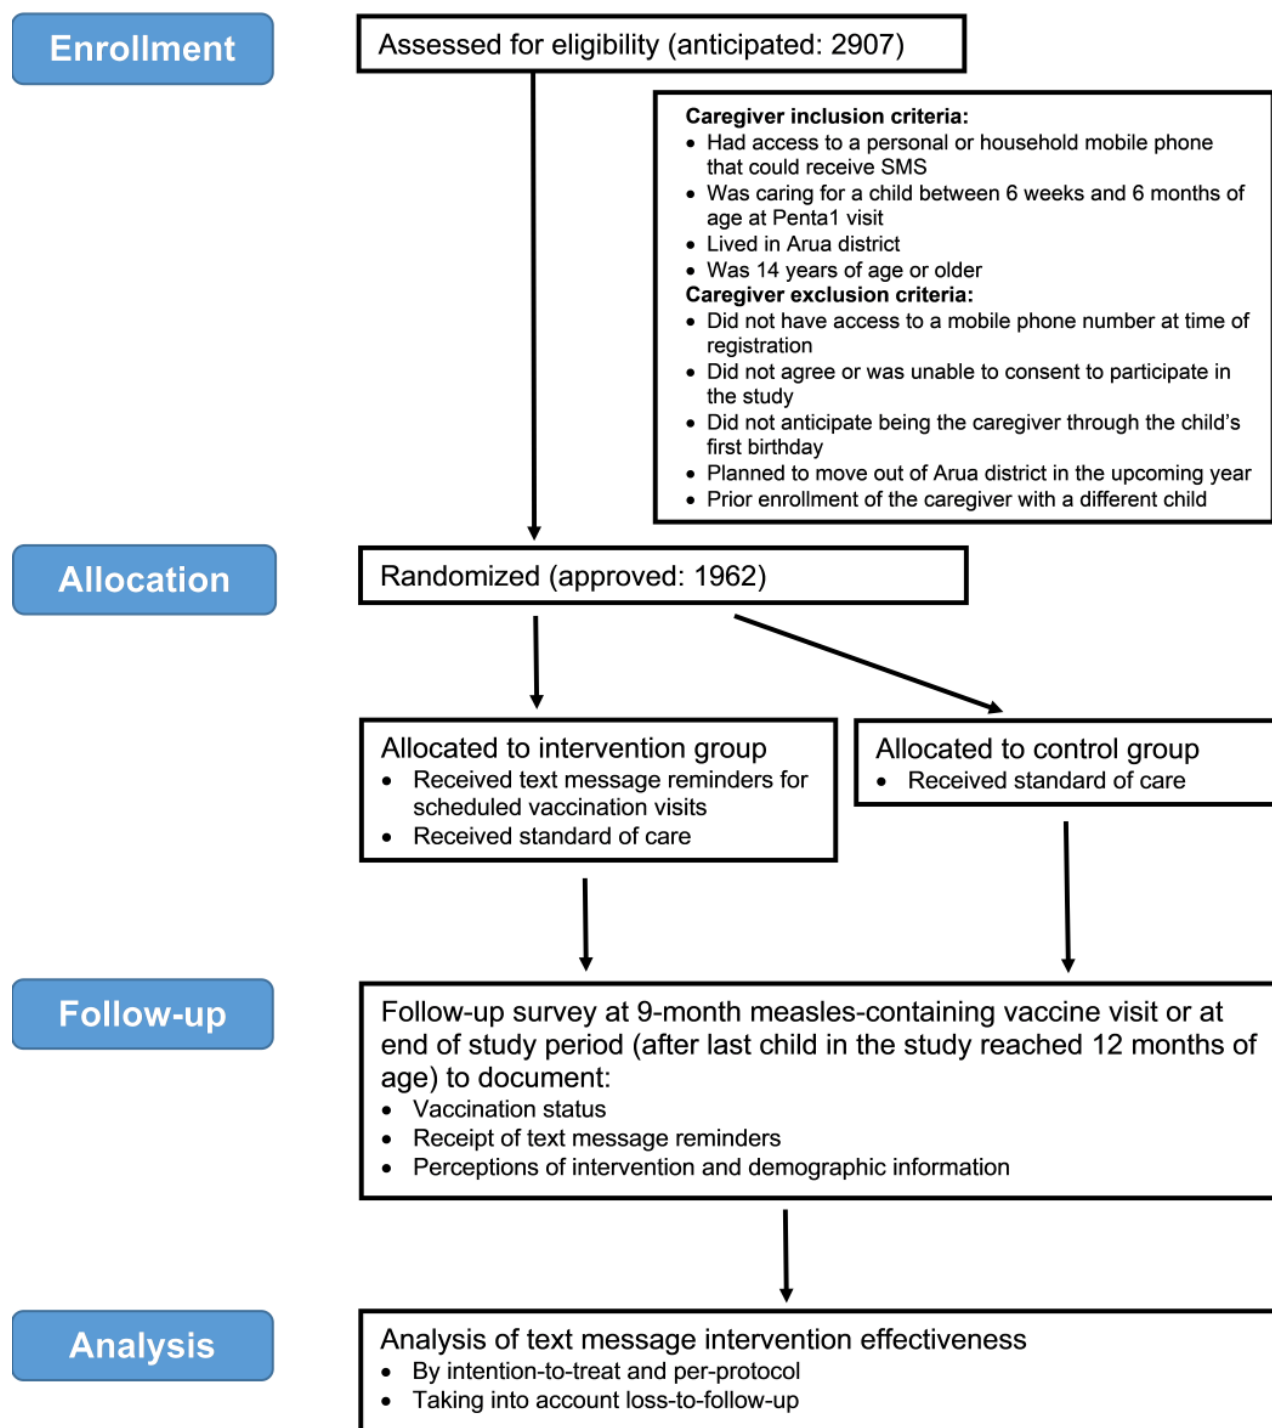 Enrollment
Assessed for eligibility (anticipated: 2907)
Caregiver inclusion criteria:
• Had access to a personal or household mobile phone
that could receive SMS
• Was caring for a child between 6 weeks and 6 months of
age at Penta1 visit
• Lived in Arua district
• Was 14 years of age or older
Caregiver exclusion criteria:
• Did not have access to a mobile phone number at time of
registration
• Did not agree or was unable to consent to participate in
the study
• Did not anticipate being the caregiver through the child's
first birthday
• Planned to move out of Arua district in the upcoming year
• Prior enrollment of the caregiver with a different child
Allocation
Randomized (approved: 1962)
Allocated to intervention group
• Received text message reminders for
scheduled vaccination visits
• Received standard of care
Allocated to control group
• Received standard of care
Follow-up
Follow-up survey at 9-month measles-containing vaccine visit or at
end of study period (after last child in the study reached 12 months of
age) to document:
• Vaccination status
• Receipt of text message reminders
• Perceptions of intervention and demographic information
Analysis
Analysis of text message intervention effectiveness
• By intention-to-treat and per-protocol
• Taking into account loss-to-follow-up